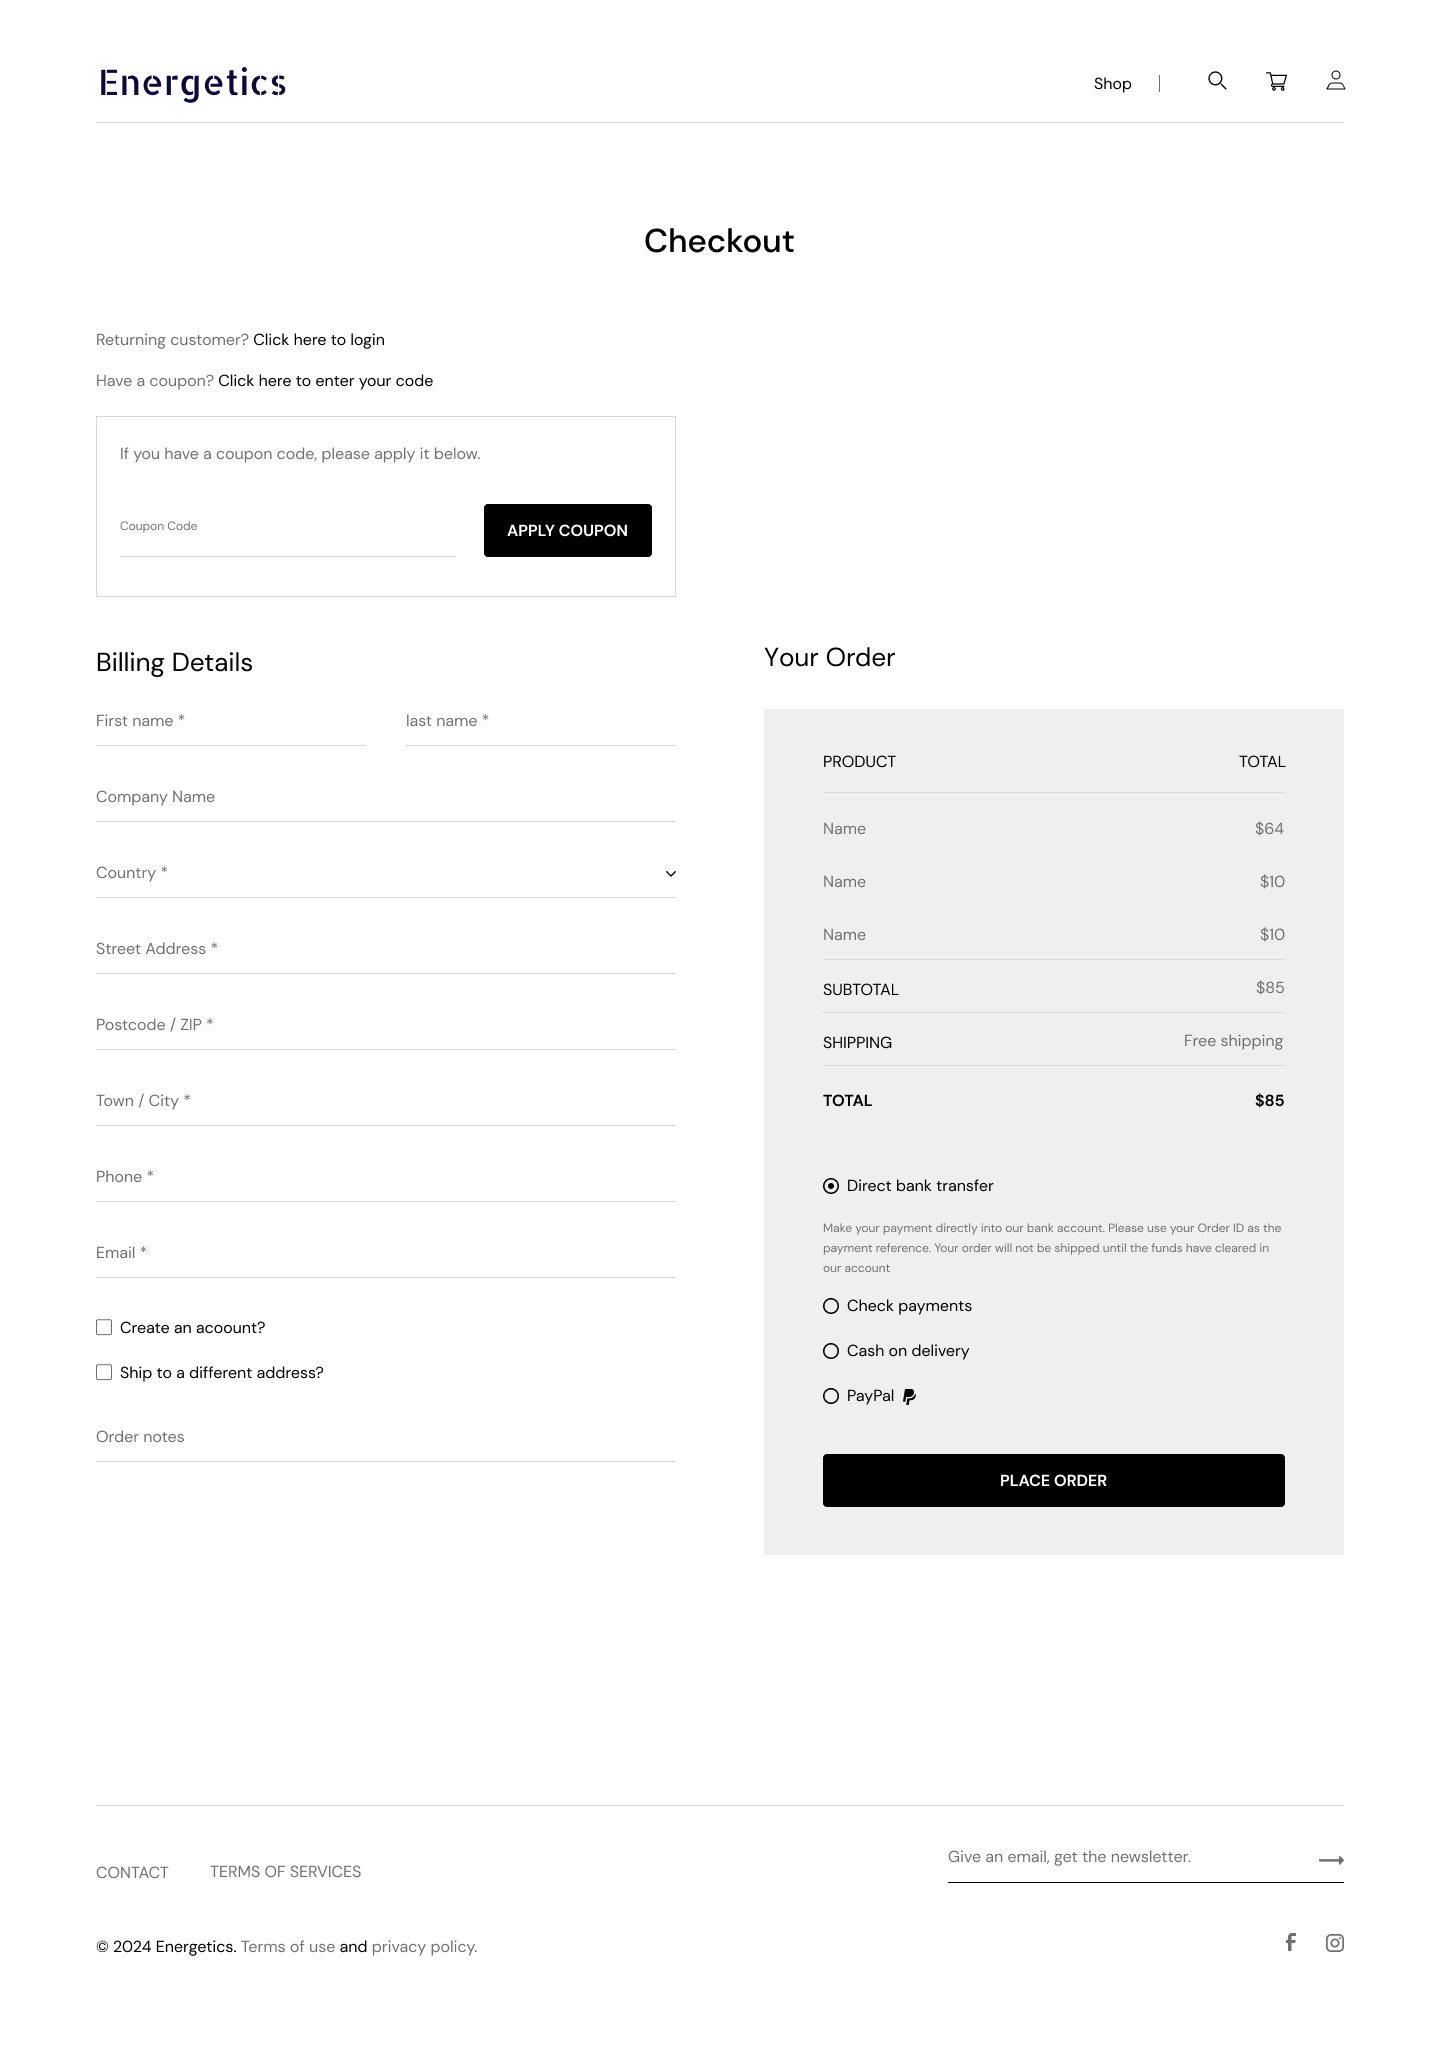 Energetics
Shop
Checkout
Returning customer? Click here to login
Have a coupon? Click here to enter your code
If you have a coupon code, please apply it below.
Coupon Code
APPLY COUPON
Billing Details
First name *
last name *
Company Name
Country *
Street Address *
Postcode / ZIP *
Town / City *
Phone *
Email *
Create an acoount?
Ship to a different address?
Order notes
Your Order
PRODUCT TOTAL
Name $64
Name $10
Name $10
SUBTOTAL $85
SHIPPING Free shipping
TOTAL $85
Direct bank transfer
Make your payment directly into our bank account. Please use your Order ID as the
payment reference. Your order will not be shipped until the funds have cleared in
our account
Check payments
Cash on delivery
PayPal
PLACE ORDER
CONTACT TERMS OF SERVICES
Give an email, get the newsletter.
© 2024 Energetics. Terms of use and privacy policy.